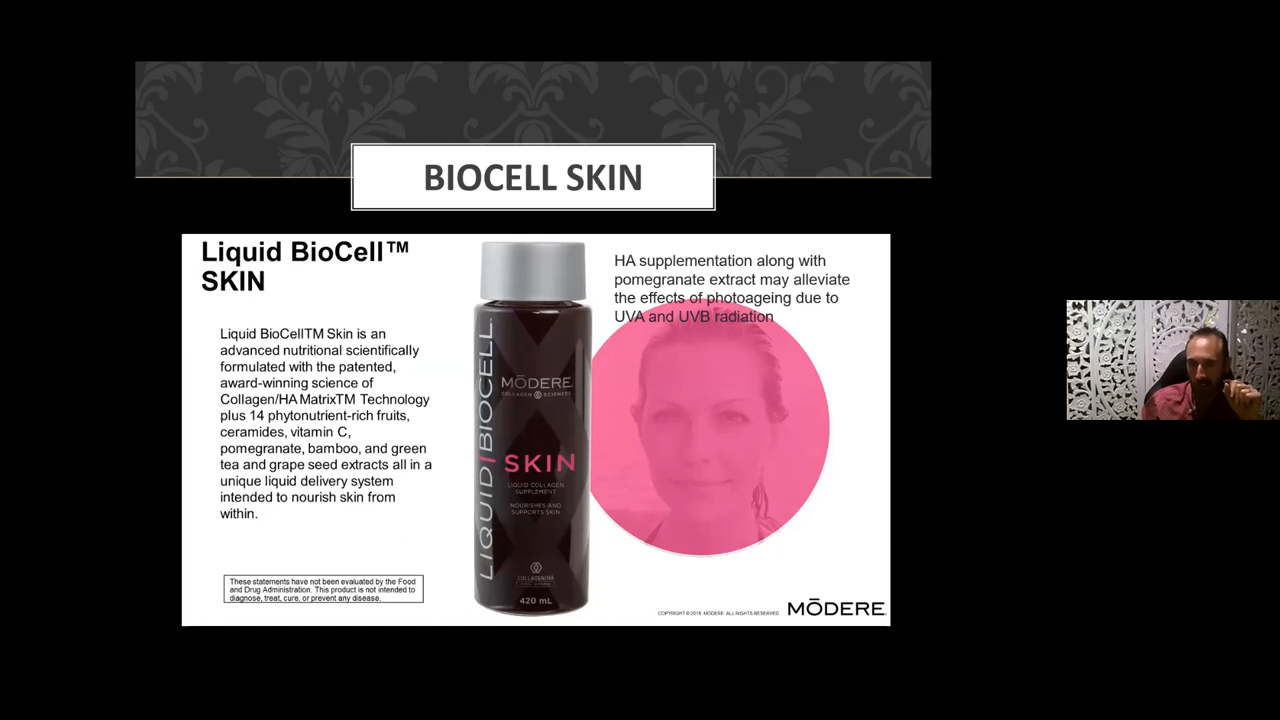 BIOCELL SKIN
Liquid BioCell™
SKIN
Liquid BioCellTM Skin is an
advanced nutritional scientifically
formulated with the patented,
award-winning science of
Collagen/HA MatrixTM Technology
plus 14 phytonutrient-rich fruits,
ceramides, vitamin C,
pomegranate, bamboo, and green
tea and grape seed extracts all in a
unique liquid delivery system
intended to nourish skin from
within.
These statements have not been evaluated by the Food
and Drug Administration. This product is not intended to
diagnose, treat, cure, or prevent any disease.
LIQUID|BIOCELL
MŌDERE
COLLAGEN SCIENCES
SKIN
LIQUID COLLAGEN
SUPPLEMENT
NOURISHES AND
SUPPORTS SKIN
COLLAGEN/HA
420 mL
HA supplementation along with
pomegranate extract may alleviate
the effects of photoageing due to
UVA and UVB radiation
COPYRIGHT © 2018 MODERE. ALL RIGHTS RESERVED
MŌDERE